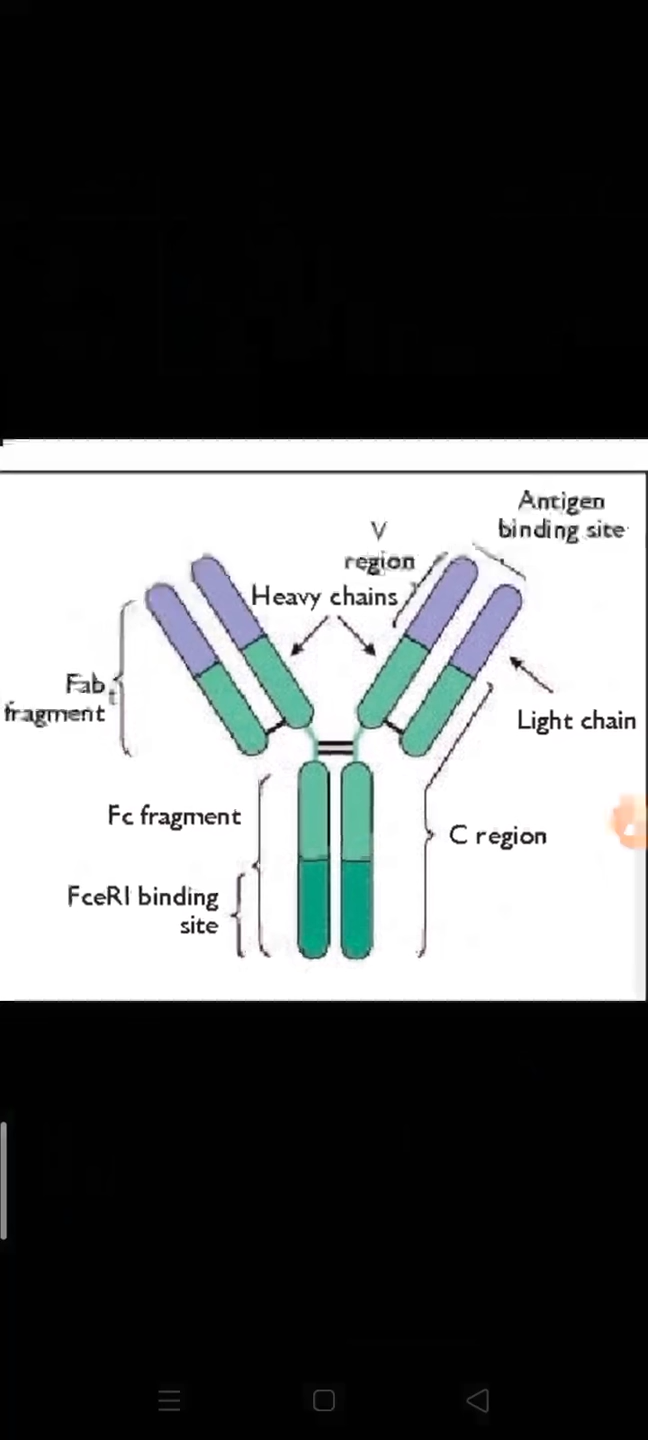 Antigen
binding site
V
region
Heavy chains
Fab
fragment
Light chain
Fc fragment
C region
FceRI binding
site